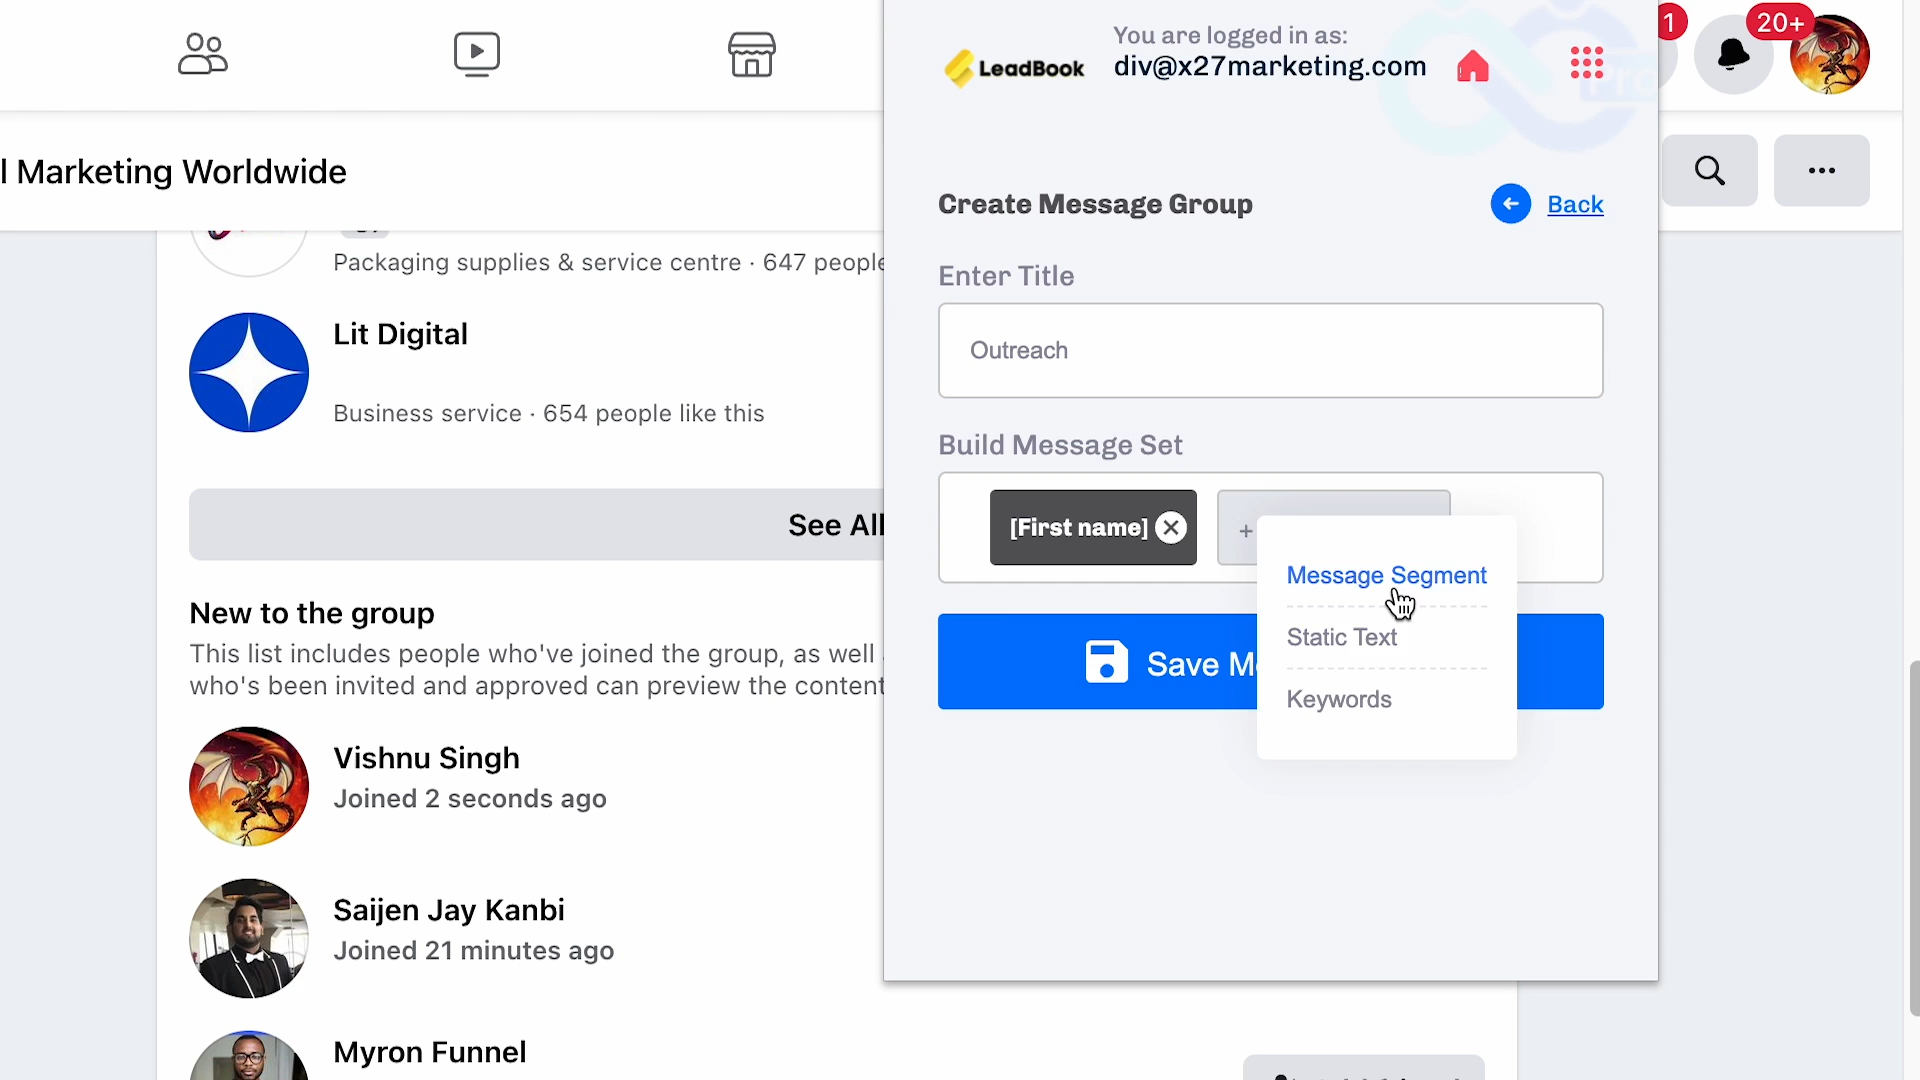 l Marketing Worldwide
Packaging supplies & service centre · 647 people
Lit Digital
Business service · 654 people like this
See All
New to the group
This list includes people who've joined the group, as well
who's been invited and approved can preview the content
Vishnu Singh
Joined 2 seconds ago
Saijen Jay Kanbi
Joined 21 minutes ago
Myron Funnel
LeadBook
You are logged in as:
div@x27marketing.com
Pro
1
20+
Create Message Group
Back
Enter Title
Outreach
Build Message Set
[First name]
+
Message Segment
Static Text
Keywords
Save M